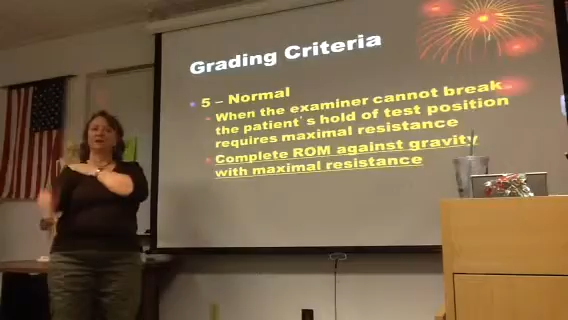 Grading Criteria
5 – Normal
When the examiner cannot break
the patient's hold of test position
requires maximal resistance
Complete ROM against gravity
with maximal resistance